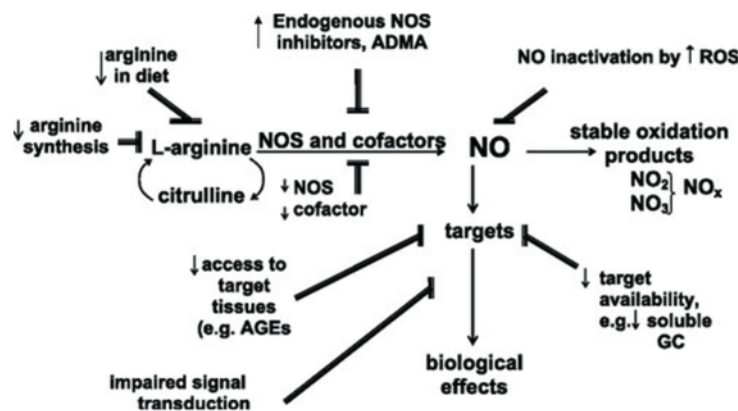 ↑ Endogenous NOS
inhibitors, ADMA
↓ arginine
in diet
NO inactivation by ↑ ROS
↓ arginine
synthesis
L-arginine
NOS and cofactors
NO
stable oxidation
products
NO₂
NO₃
} NOₓ
citrulline
↓ NOS
↓ cofactor
targets
↓ access to
target
tissues
(e.g. AGEs
↓ target
availability,
e.g.↓ soluble
GC
biological
effects
impaired signal
transduction